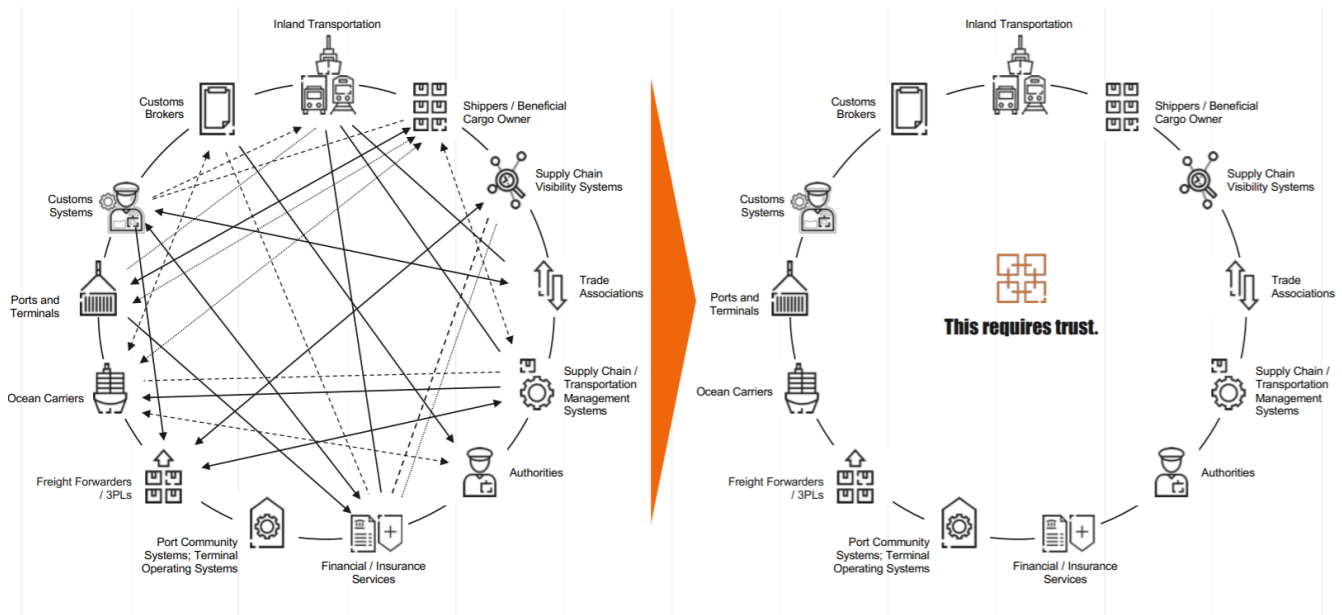 Inland Transportation
Customs
Brokers
Shippers / Beneficial
Cargo Owner
Supply Chain
Visibility Systems
Customs
Systems
Ports and
Terminals
Trade
Associations
Ocean Carriers
Supply Chain /
Transportation
Management
Systems
Freight Forwarders
/ 3PLs
Authorities
Port Community
Systems; Terminal
Operating Systems
Financial / Insurance
Services
Inland Transportation
Customs
Brokers
Shippers / Beneficial
Cargo Owner
Supply Chain
Visibility Systems
Customs
Systems
Ports and
Terminals
This requires trust.
Trade
Associations
Ocean Carriers
Supply Chain /
Transportation
Management
Systems
Freight Forwarders
/ 3PLs
Authorities
Port Community
Systems; Terminal
Operating Systems
Financial / Insurance
Services